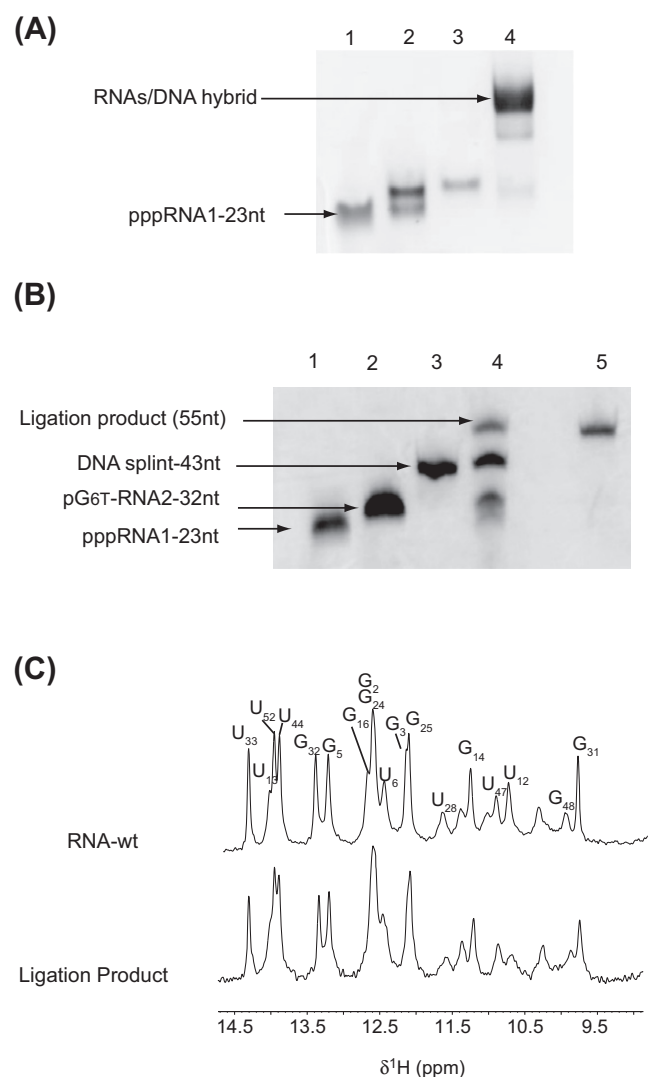 (A)
1 2 3 4
RNAs/DNA hybrid
pppRNA1-23nt
(B)
1 2 3 4 5
Ligation product (55nt)
DNA splint-43nt
pG6T-RNA2-32nt
pppRNA1-23nt
(C)
U33 U13 U52 U44 G32 G5 G16 G2 G24 U6 G3 G25 U28 G14 U47 U12 G48 G31
RNA-wt
Ligation Product
14.5 13.5 12.5 11.5 10.5 9.5
δ1H (ppm)